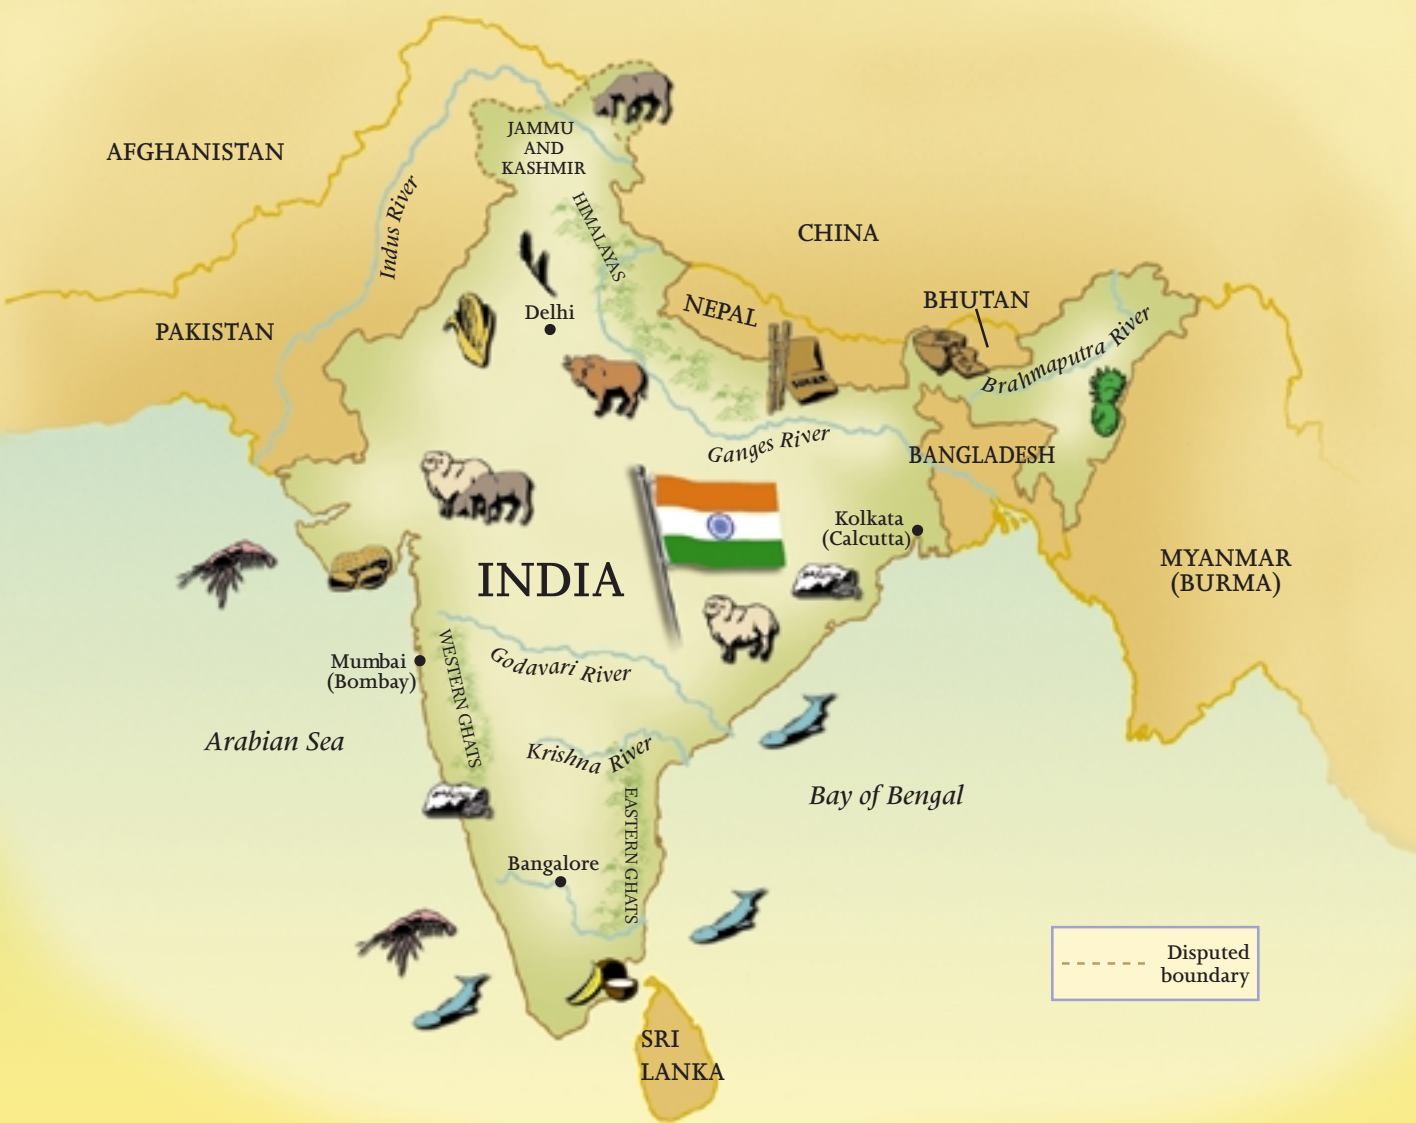 AFGHANISTAN
JAMMU
AND
KASHMIR
Indus River
HIMALAYAS
CHINA
PAKISTAN
Delhi
NEPAL
BHUTAN
Brahmaputra River
SUGAR
Ganges River
BANGLADESH
Kolkata
(Calcutta)
INDIA
MYANMAR
(BURMA)
Mumbai
(Bombay)
WESTERN GHATS
Godavari River
Arabian Sea
Krishna River
Bay of Bengal
EASTERN GHATS
Bangalore
Disputed
boundary
SRI
LANKA